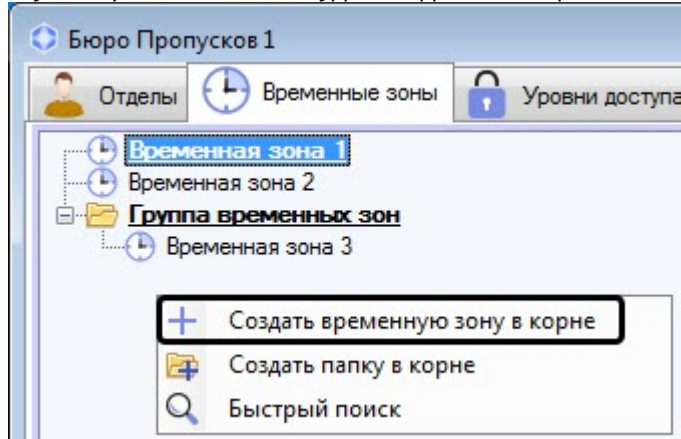 Бюро Пропусков 1
Отделы Временные зоны Уровни доступа
Временная зона 1
Временная зона 2
Группа временных зон
Временная зона 3
Создать временную зону в корне
Создать папку в корне
Быстрый поиск